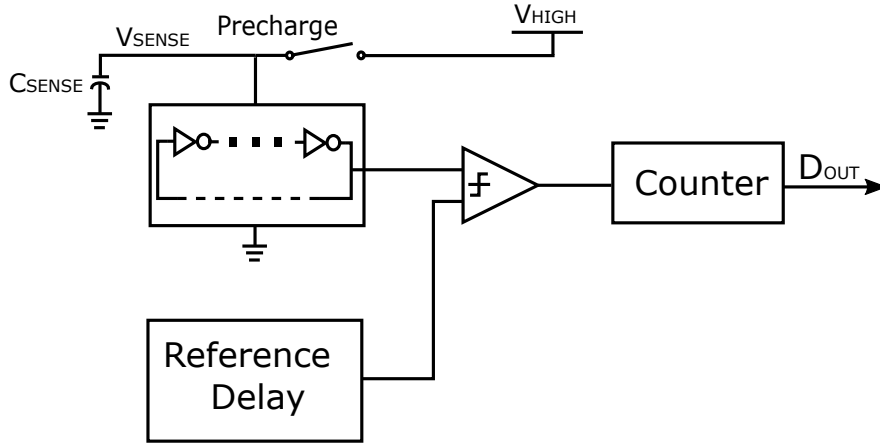 Precharge
VHIGH
VSENSE
CSENSE
Counter
DOUT
Reference
Delay